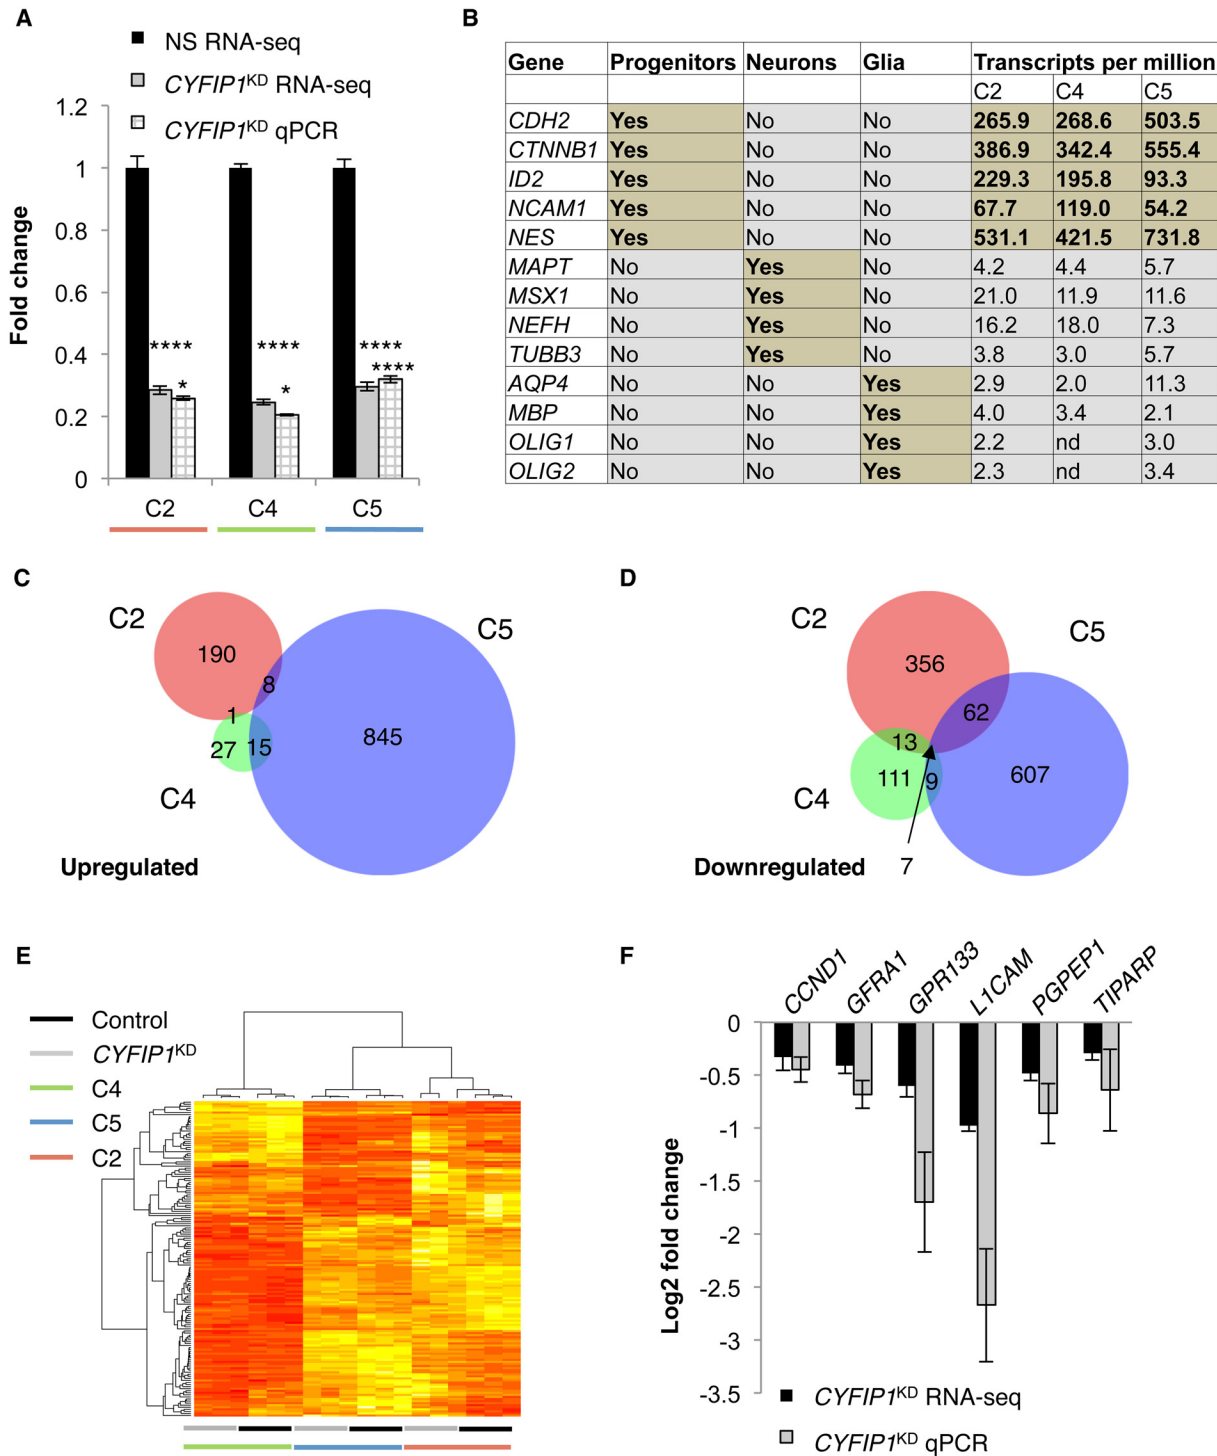 A
NS RNA-seq
CYFIP1KD RNA-seq
CYFIP1KD qPCR
Fold change
1.2
1
0.8
0.6
0.4
0.2
0
**** * **** * **** ****
C2 C4 C5
B
Gene Progenitors Neurons Glia Transcripts per million
C2 C4 C5
CDH2 Yes No No 265.9 268.6 503.5
CTNNB1 Yes No No 386.9 342.4 555.4
ID2 Yes No No 229.3 195.8 93.3
NCAM1 Yes No No 67.7 119.0 54.2
NES Yes No No 531.1 421.5 731.8
MAPT No Yes No 4.2 4.4 5.7
MSX1 No Yes No 21.0 11.9 11.6
NEFH No Yes No 16.2 18.0 7.3
TUBB3 No Yes No 3.8 3.0 5.7
AQP4 No No Yes 2.9 2.0 11.3
MBP No No Yes 4.0 3.4 2.1
OLIG1 No No Yes 2.2 nd 3.0
OLIG2 No No Yes 2.3 nd 3.4
C
C2
C5
190
8
1
27 15
845
C4
Upregulated
D
C2
C5
356
62
13
111 9
607
C4
Downregulated
7
E
Control
CYFIP1KD
C4
C5
C2
F
CCND1
GFRA1
GPR133
L1CAM
PGPEP1
TIPARP
Log2 fold change
0
-0.5
-1
-1.5
-2
-2.5
-3
-3.5
CYFIP1KD RNA-seq
CYFIP1KD qPCR